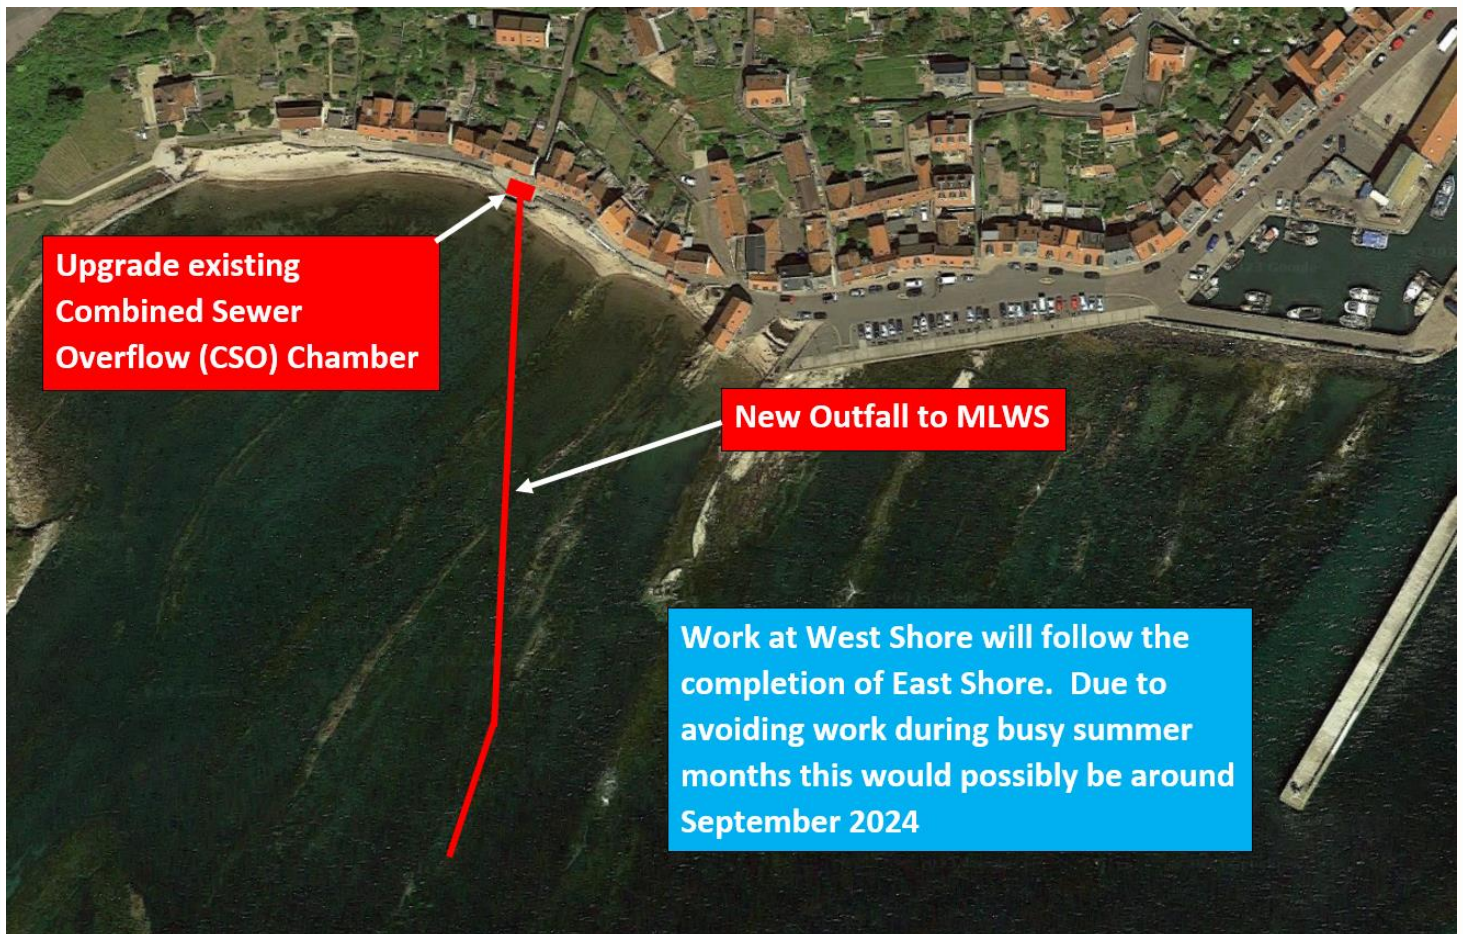 Upgrade existing
Combined Sewer
Overflow (CSO) Chamber
New Outfall to MLWS
Work at West Shore will follow the
completion of East Shore.  Due to
avoiding work during busy summer
months this would possibly be around
September 2024